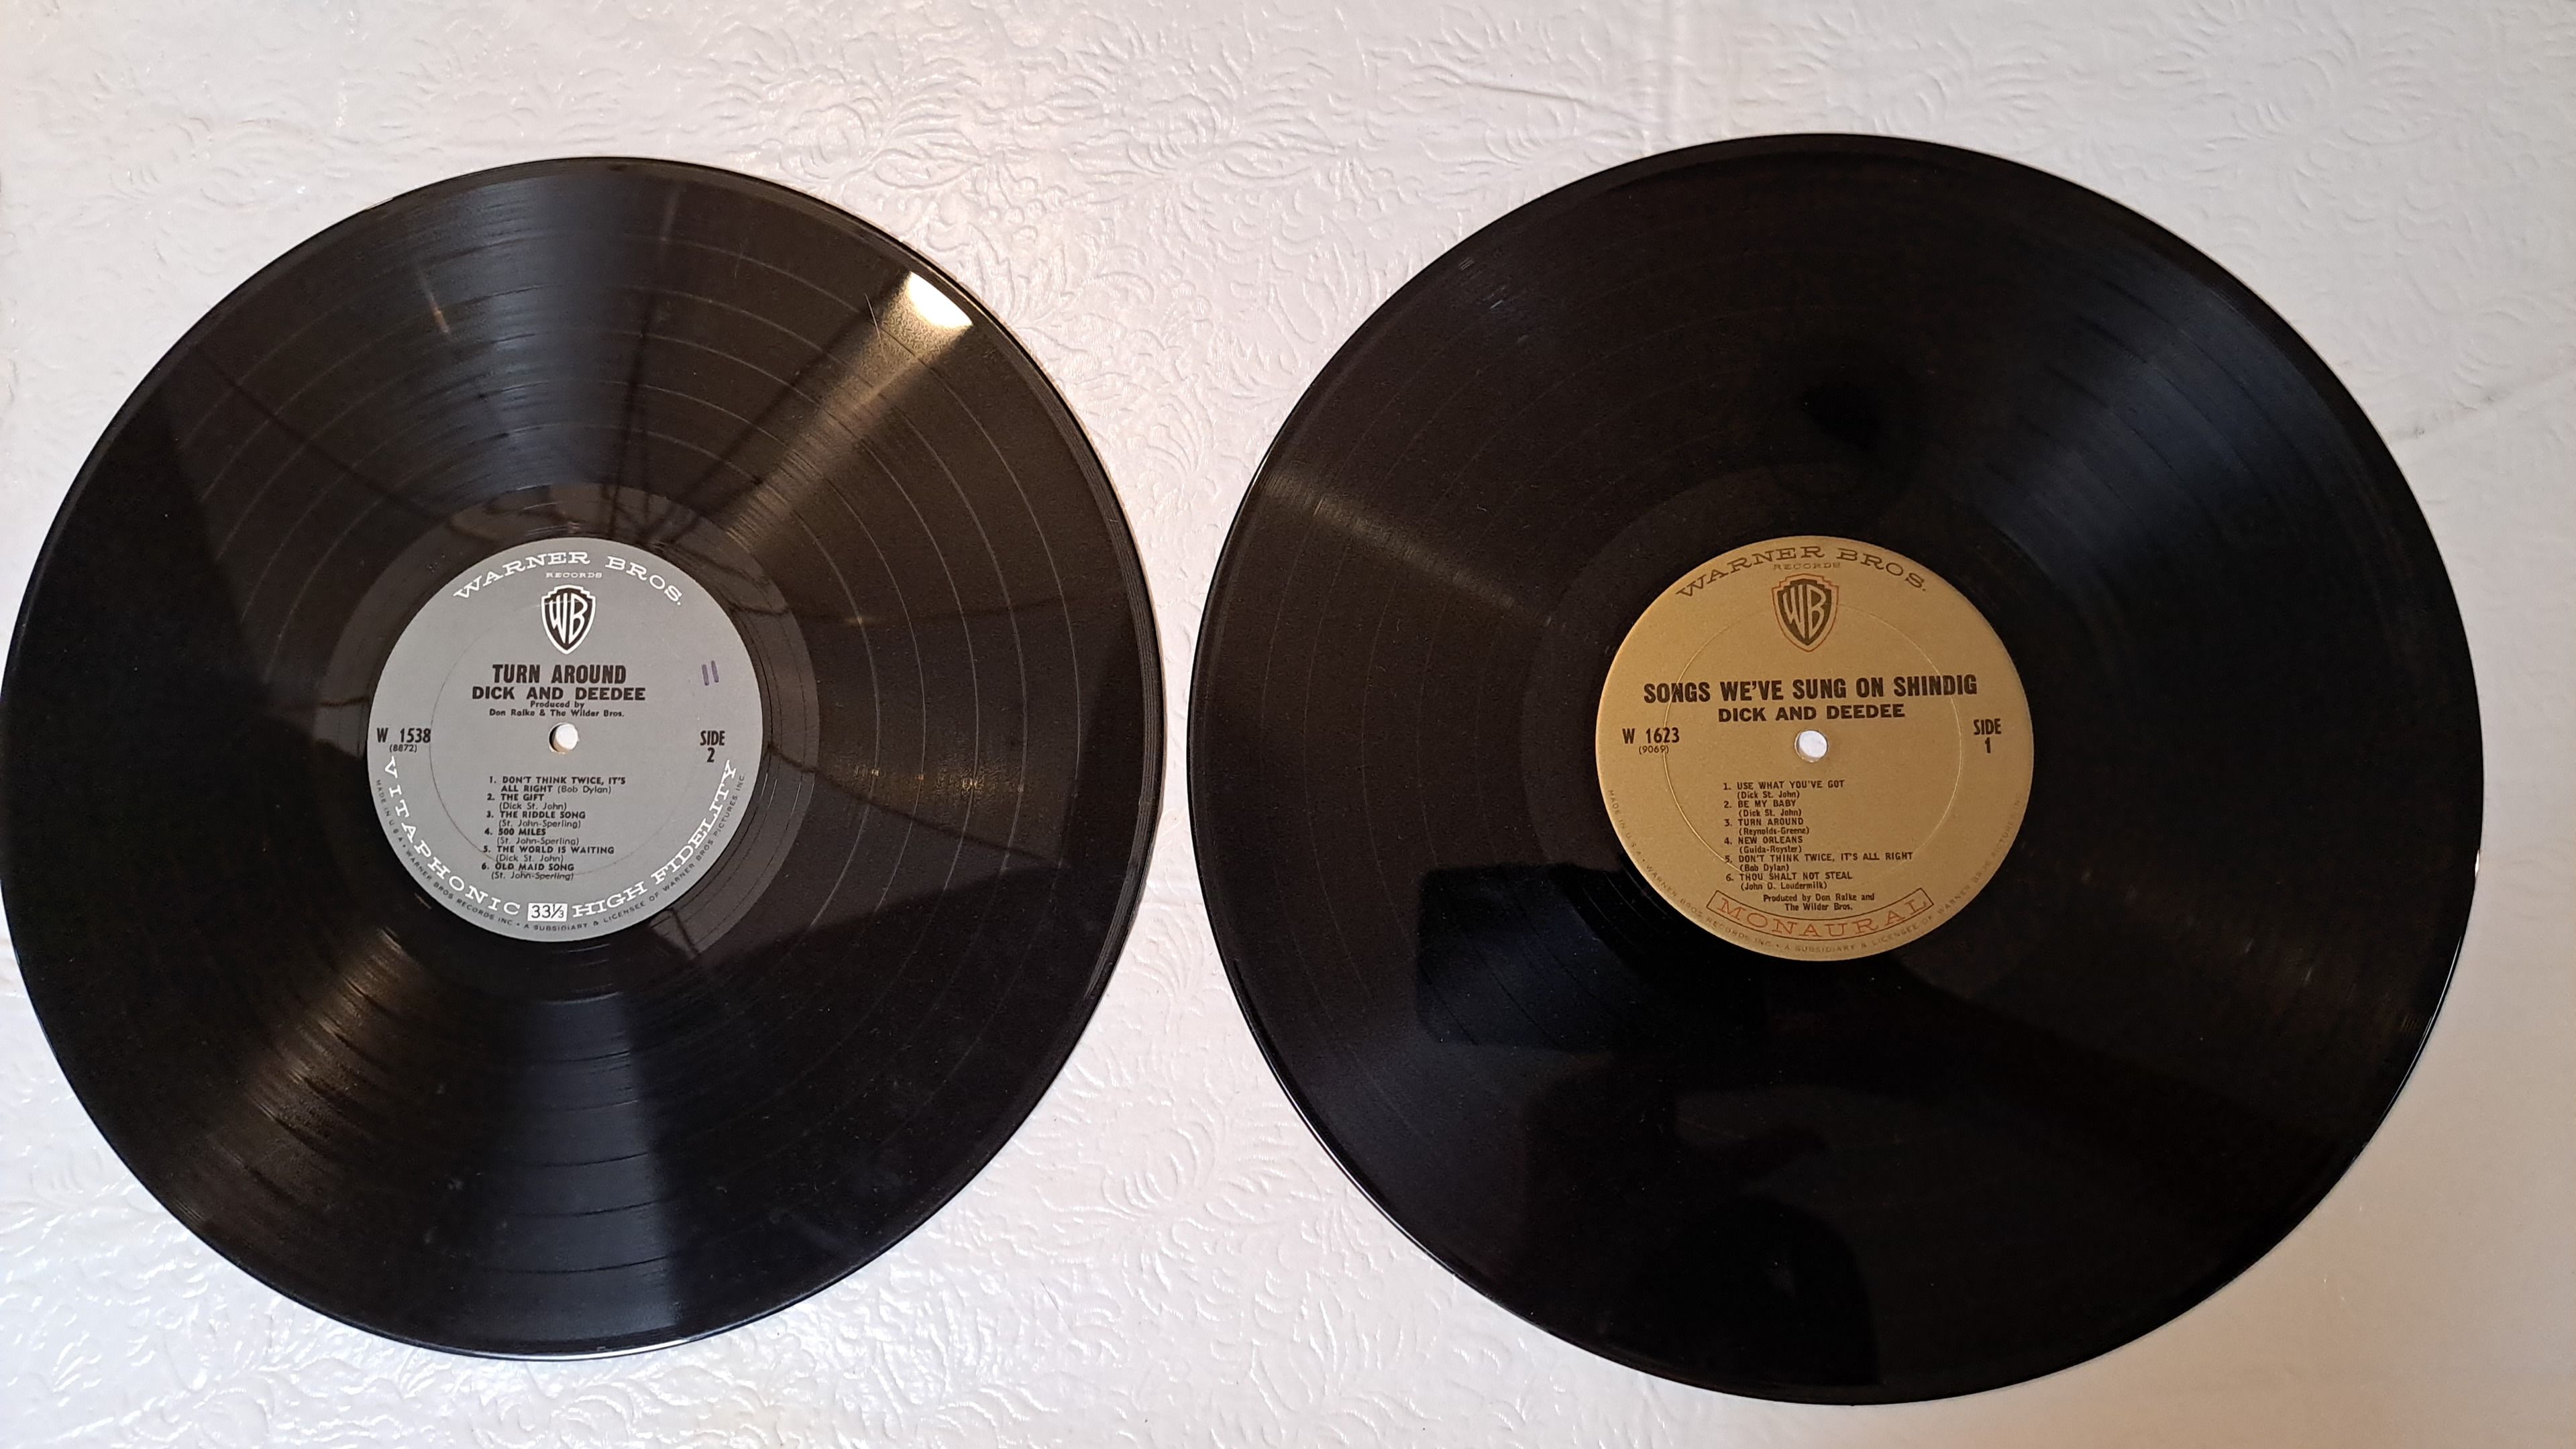 WARNER BROS.
RECORDS
WB
TURN AROUND
DICK AND DEEDEE
Produced by
Don Ralke & The Wilder Bros.
W 1538
(8872)
SIDE
2
1. DON'T THINK TWICE, IT'S
ALL RIGHT (Bob Dylan)
2. THE GIFT
(Dick St. John)
3. THE RIDDLE SONG
(St. John-Sperling)
4. 500 MILES
(St. John-Sperling)
5. THE WORLD IS WAITING
(Dick St. John)
6. OLD MAID SONG
(St. John-Sperling)
VITAPHONIC 33⅓ HIGH FIDELITY
MADE IN U.S.A. • WARNER BROS. RECORDS INC. • A SUBSIDIARY & LICENSEE OF WARNER BROS. PICTURES INC.
WARNER BROS.
RECORDS
WB
SONGS WE'VE SUNG ON SHINDIG
DICK AND DEEDEE
W 1623
(9069)
SIDE
1
1. USE WHAT YOU'VE GOT
(Dick St. John)
2. BE MY BABY
(Dick St. John)
3. TURN AROUND
(Reynolds-Greene)
4. NEW ORLEANS
(Guida-Royster)
5. DON'T THINK TWICE, IT'S ALL RIGHT
(Bob Dylan)
6. THOU SHALT NOT STEAL
(John D. Loudermilk)
Produced by Don Ralke and
The Wilder Bros.
MONAURAL
MADE IN U.S.A. • WARNER BROS. RECORDS INC. • A SUBSIDIARY & LICENSEE OF WARNER BROS. PICTURES INC.